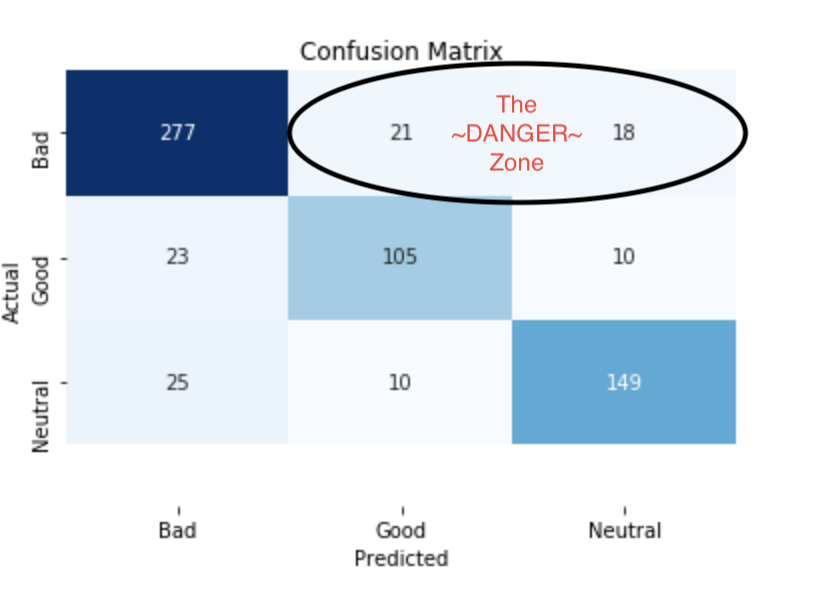 Confusion Matrix
The
~DANGER~
Zone
Bad 277 21 18
Good 23 105 10
Neutral 25 10 149
Actual
Bad Good Neutral
Predicted